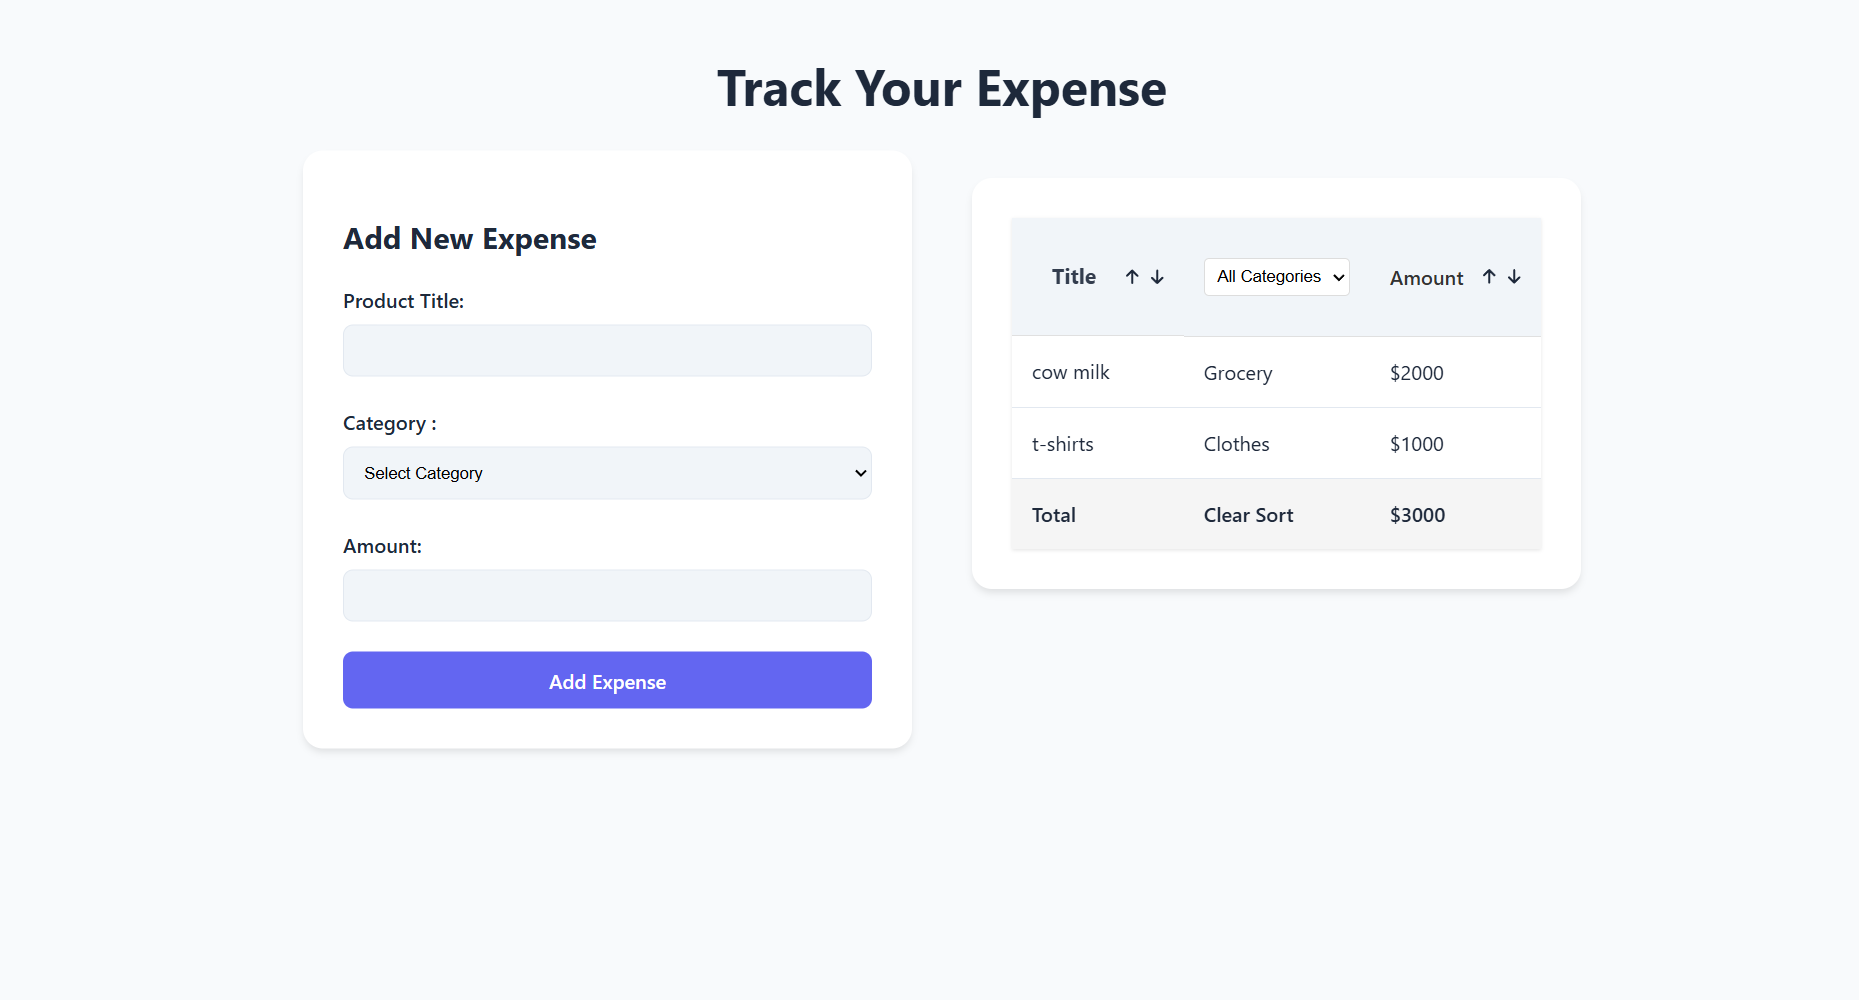 Track Your Expense
Add New Expense
Product Title:
Category :
Select Category
Amount:
Add Expense
Title ↑ ↓ All Categories Amount ↑ ↓
cow milk Grocery $2000
t-shirts Clothes $1000
Total Clear Sort $3000